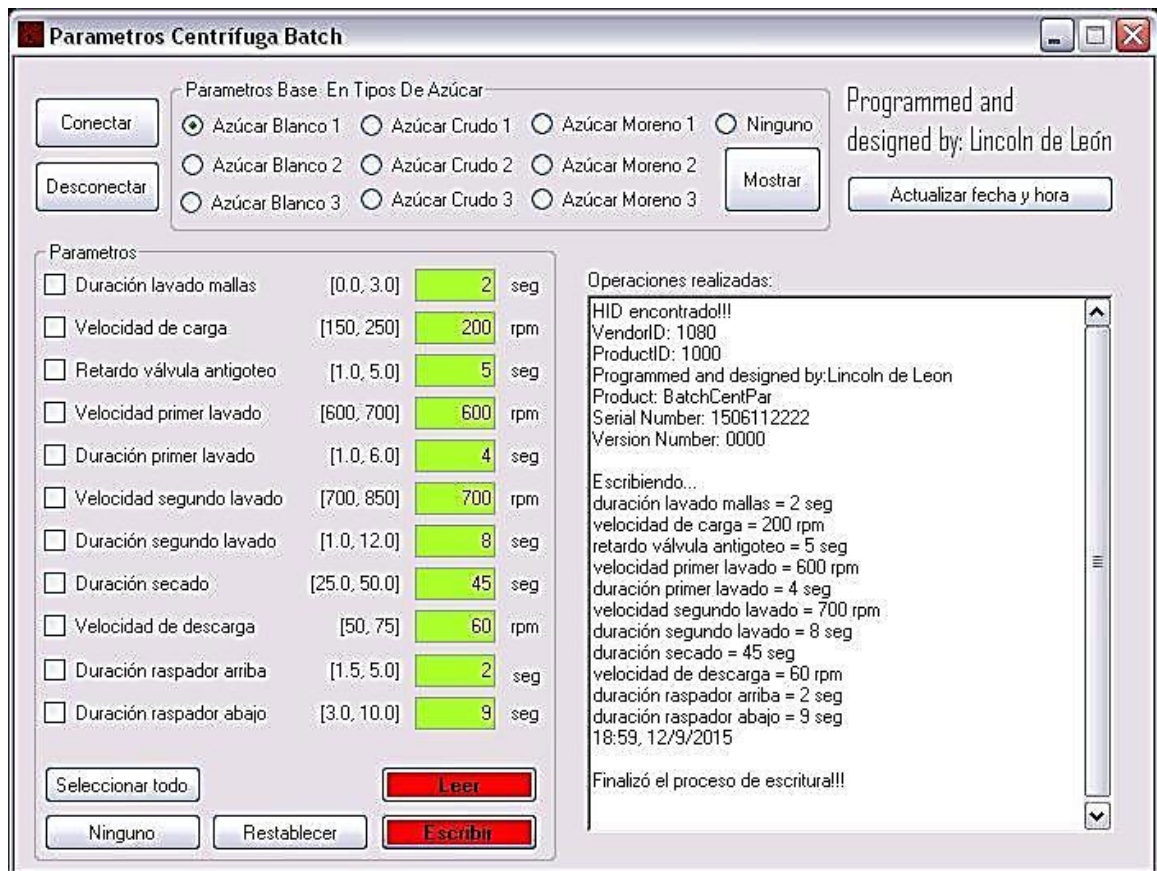 Parametros Centrífuga Batch
Conectar
Desconectar
Parametros Base En Tipos De Azúcar
Azúcar Blanco 1 Azúcar Crudo 1 Azúcar Moreno 1 Ninguno
Azúcar Blanco 2 Azúcar Crudo 2 Azúcar Moreno 2
Azúcar Blanco 3 Azúcar Crudo 3 Azúcar Moreno 3
Mostrar
Programmed and
designed by: Lincoln de León
Actualizar fecha y hora
Parametros
Duración lavado mallas [0.0, 3.0] 2 seg
Velocidad de carga [150, 250] 200 rpm
Retardo válvula antigoteo [1.0, 5.0] 5 seg
Velocidad primer lavado [600, 700] 600 rpm
Duración primer lavado [1.0, 6.0] 4 seg
Velocidad segundo lavado [700, 850] 700 rpm
Duración segundo lavado [1.0, 12.0] 8 seg
Duración secado [25.0, 50.0] 45 seg
Velocidad de descarga [50, 75] 60 rpm
Duración raspador arriba [1.5, 5.0] 2 seg
Duración raspador abajo [3.0, 10.0] 9 seg
Seleccionar todo Leer
Ninguno Restablecer Escribir
Operaciones realizadas:
HID encontrado!!!
VendorID: 1080
ProductID: 1000
Programmed and designed by:Lincoln de Leon
Product: BatchCentPar
Serial Number: 1506112222
Version Number: 0000
Escribiendo...
duración lavado mallas = 2 seg
velocidad de carga = 200 rpm
retardo válvula antigoteo = 5 seg
velocidad primer lavado = 600 rpm
duración primer lavado = 4 seg
velocidad segundo lavado = 700 rpm
duración segundo lavado = 8 seg
duración secado = 45 seg
velocidad de descarga = 60 rpm
duración raspador arriba = 2 seg
duración raspador abajo = 9 seg
18:59, 12/9/2015
Finalizó el proceso de escritura!!!